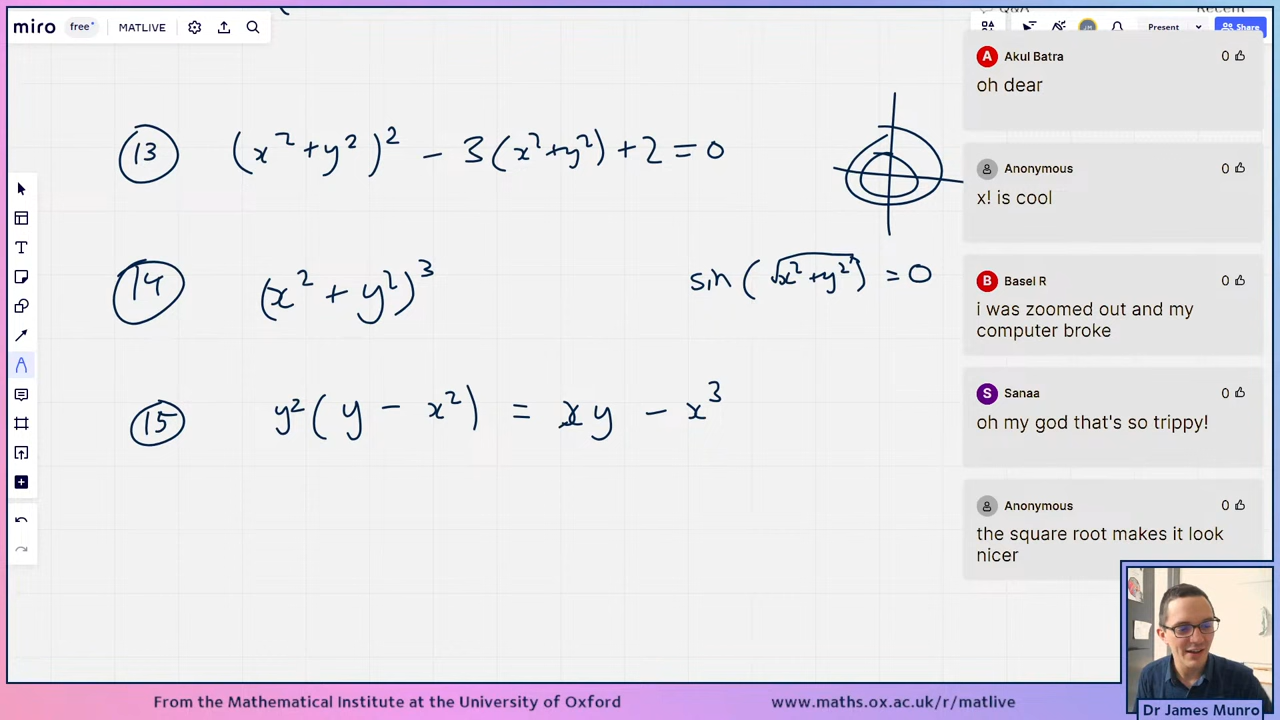 miro free MATLIVE
Q&A Recent
Present Share
13 (x² + y²)² − 3(x² + y²) + 2 = 0
14 (x² + y²)³
sin(√x² + y²) = 0
15 y²(y − x²) = xy − x³
A Akul Batra 0
oh dear
Anonymous 0
x! is cool
B Basel R 0
i was zoomed out and my
computer broke
S Sanaa 0
oh my god that's so trippy!
Anonymous 0
the square root makes it look
nicer
From the Mathematical Institute at the University of Oxford
www.maths.ox.ac.uk/r/matlive
Dr James Munro